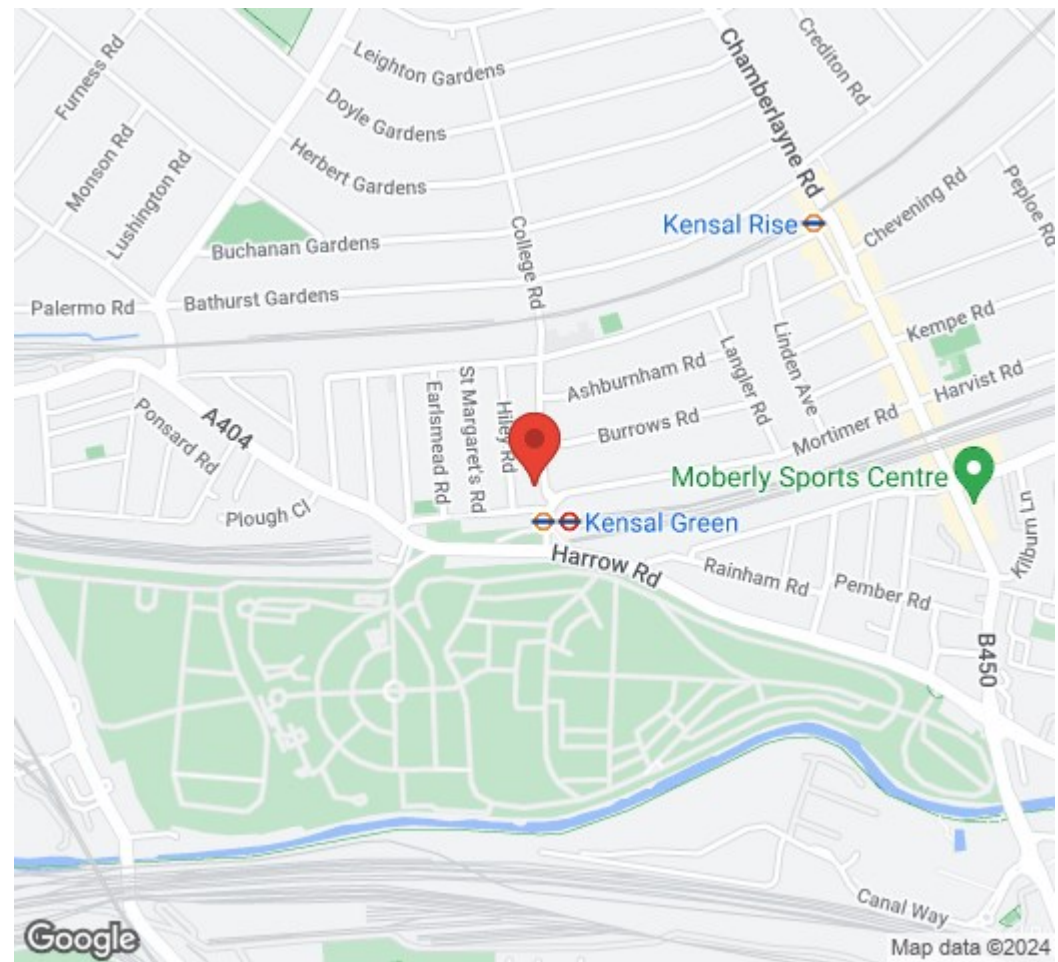 Furness Rd
Leighton Gardens
Chamberlayne Rd
Crediton Rd
Doyle Gardens
Monson Rd
Herbert Gardens
Lushington Rd
Chevening Rd
Peploe Rd
Kensal Rise
College Rd
Buchanan Gardens
Bathurst Gardens
Palermo Rd
Kempe Rd
Linden Ave
Langler Rd
Ashburnham Rd
Harvist Rd
St Margaret's Rd
Earlsmead Rd
Hiley Rd
Ponsard Rd
A404
Burrows Rd
Mortimer Rd
Moberly Sports Centre
Plough Cl
Kensal Green
Kilburn Ln
Harrow Rd
Rainham Rd
Pember Rd
B450
Canal Way
Google
Map data ©2024